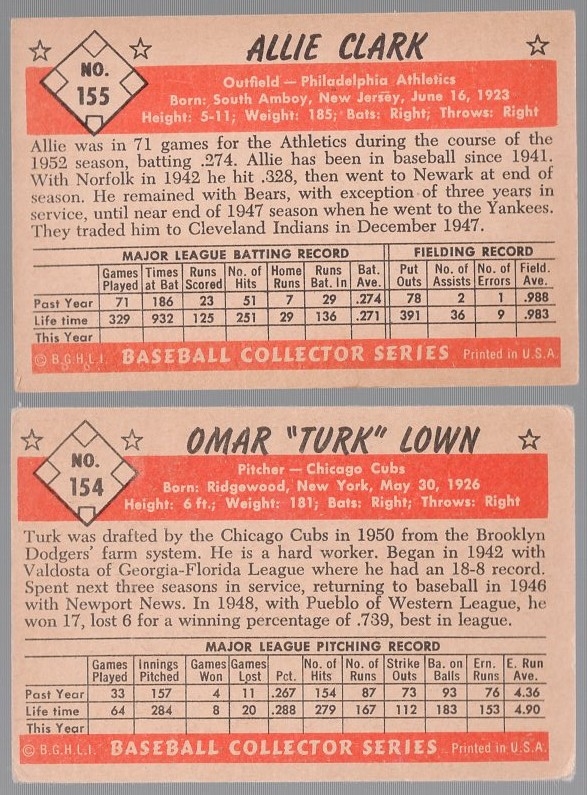 NO. 155
ALLIE CLARK
Outfield — Philadelphia Athletics
Born: South Amboy, New Jersey, June 16, 1923
Height: 5-11; Weight: 185; Bats: Right; Throws: Right
Allie was in 71 games for the Athletics during the course of the
1952 season, batting .274. Allie has been in baseball since 1941.
With Norfolk in 1942 he hit .328, then went to Newark at end of
season. He remained with Bears, with exception of three years in
service, until near end of 1947 season when he went to the Yankees.
They traded him to Cleveland Indians in December 1947.
MAJOR LEAGUE BATTING RECORD FIELDING RECORD
Games Played Times at Bat Runs Scored No. of Hits Home Runs Runs Bat. In Bat. Ave. Put Outs No. of Assists No. of Errors Field. Ave.
Past Year 71 186 23 51 7 29 .274 78 2 1 .988
Life time 329 932 125 251 29 136 .271 391 36 9 .983
This Year
© B.G.H.L.I. BASEBALL COLLECTOR SERIES Printed in U.S.A.
NO. 154
OMAR "TURK" LOWN
Pitcher — Chicago Cubs
Born: Ridgewood, New York, May 30, 1926
Height: 6 ft.; Weight: 181; Bats: Right; Throws: Right
Turk was drafted by the Chicago Cubs in 1950 from the Brooklyn
Dodgers' farm system. He is a hard worker. Began in 1942 with
Valdosta of Georgia-Florida League where he had an 18-8 record.
Spent next three seasons in service, returning to baseball in 1946
with Newport News. In 1948, with Pueblo of Western League, he
won 17, lost 6 for a winning percentage of .739, best in league.
MAJOR LEAGUE PITCHING RECORD
Games Played Innings Pitched Games Won Games Lost Pct. No. of Hits No. of Runs Strike Outs Ba. on Balls Ern. Runs E. Run Ave.
Past Year 33 157 4 11 .267 154 87 73 93 76 4.36
Life time 64 284 8 20 .288 279 167 112 183 153 4.90
This Year
© B.G.H.L.I. BASEBALL COLLECTOR SERIES Printed in U.S.A.